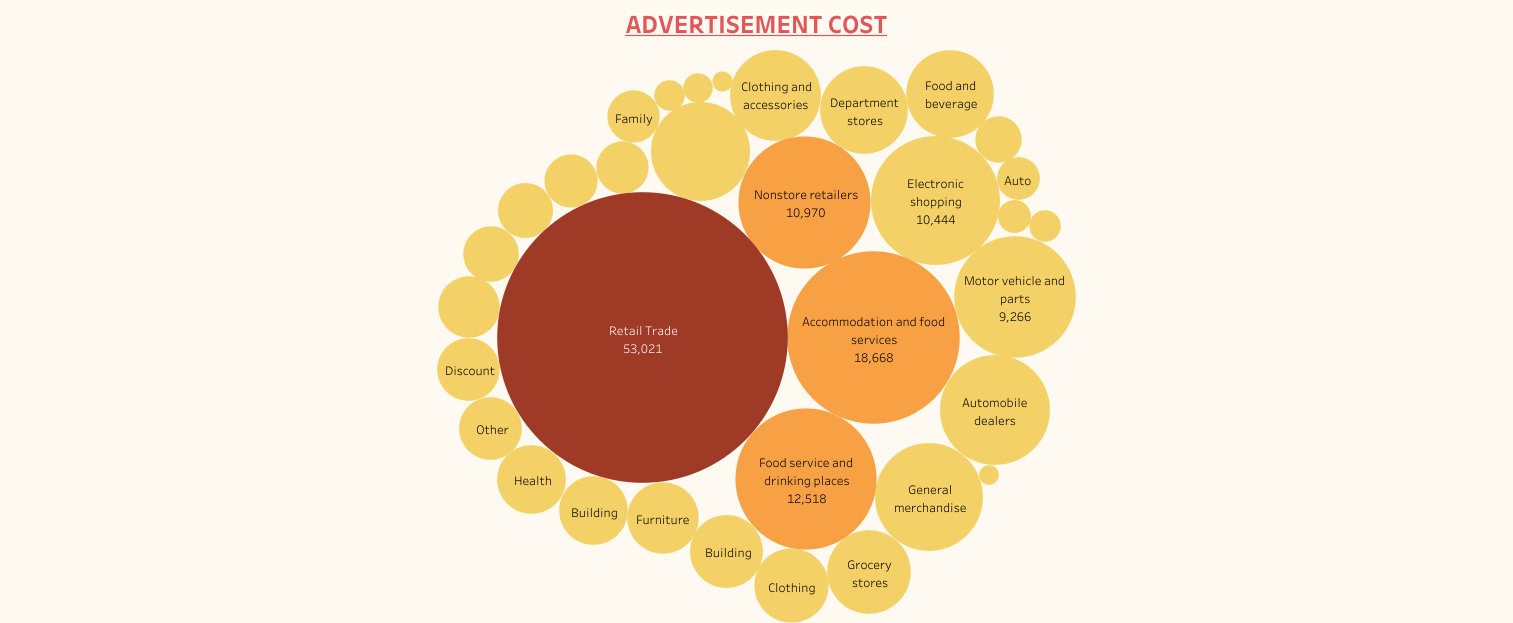 ADVERTISEMENT COST
Clothing and
accessories
Department
stores
Food and
beverage
Family
Nonstore retailers
10,970
Electronic
shopping
10,444
Auto
Motor vehicle and
parts
9,266
Retail Trade
53,021
Accommodation and food
services
18,668
Discount
Other
Health
Building
Furniture
Building
Clothing
Grocery
stores
Food service and
drinking places
12,518
General
merchandise
Automobile
dealers